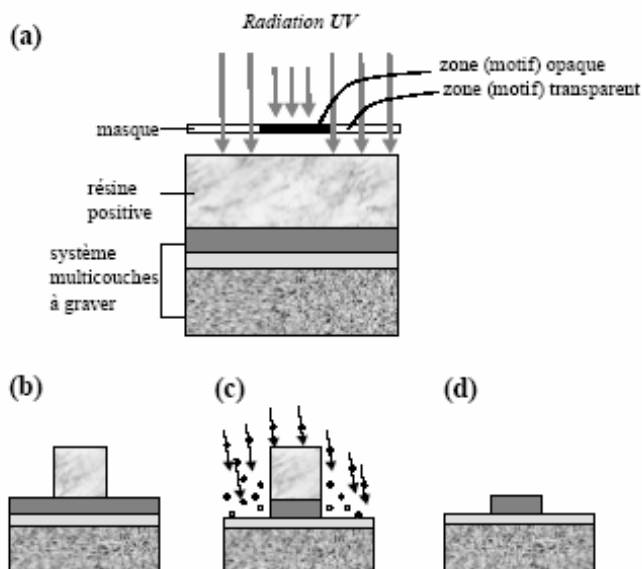 Radiation UV
(a)
zone (motif) opaque
zone (motif) transparent
masque
résine
positive
système
multicouches
à graver
(b)
(c)
(d)